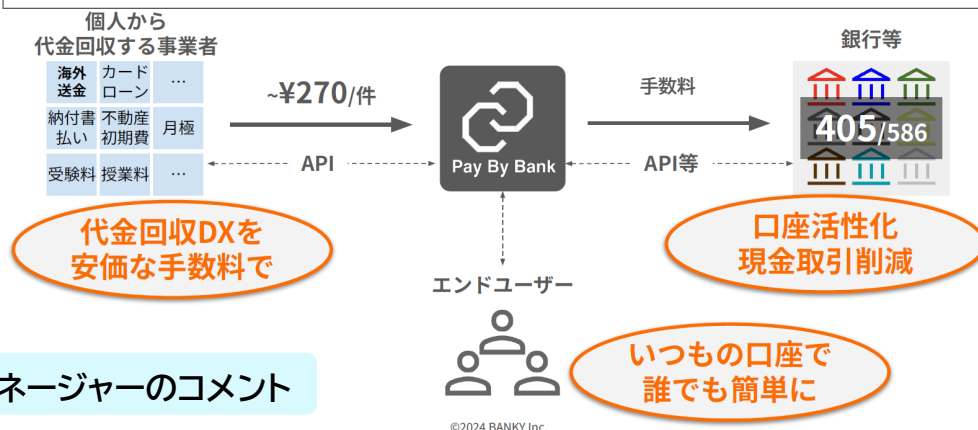 個人から
代金回収する事業者
海外
送金
カード
ローン
…
納付書
払い
不動産
初期費
月極
受験料
授業料
…
~¥270/件
API
Pay By Bank
手数料
API等
銀行等
405/586
代金回収DXを
安価な手数料で
口座活性化
現金取引削減
エンドユーザー
いつもの口座で
誰でも簡単に
ネージャーのコメント
©2024 BANKY Inc.